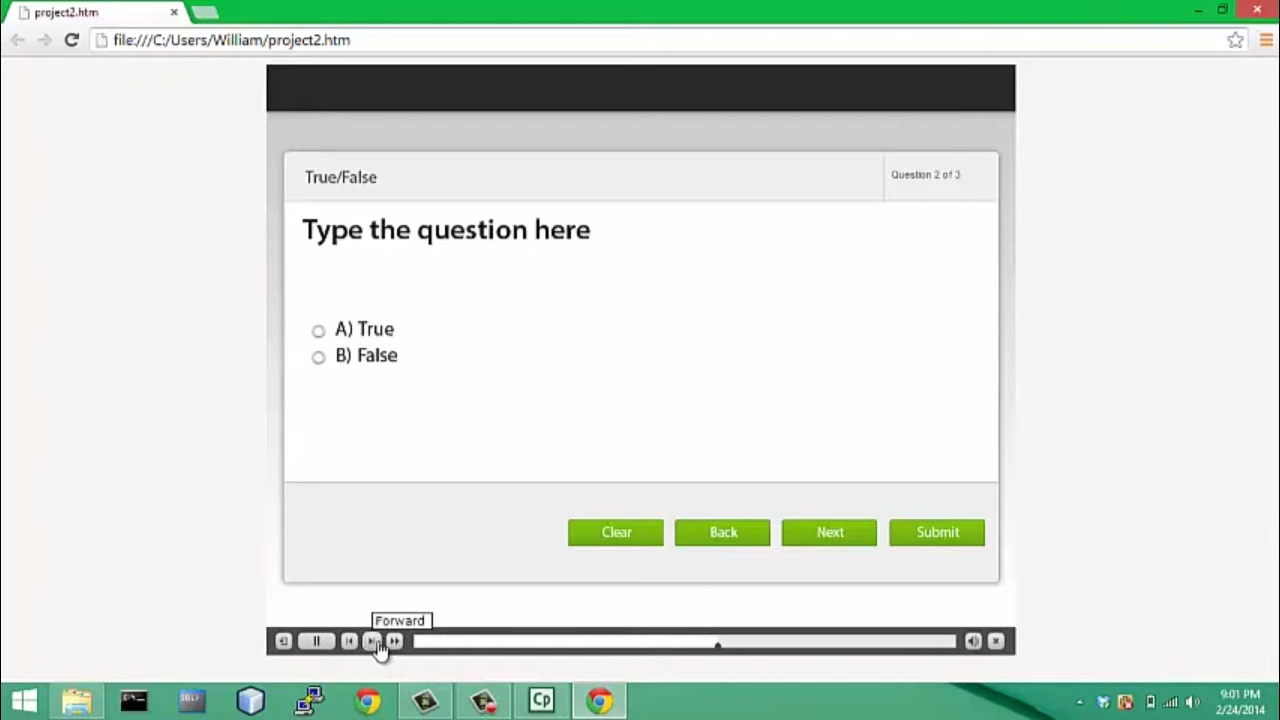 project2.htm
file:///C:/Users/William/project2.htm
True/False
Question 2 of 3
Type the question here
A) True
B) False
Clear
Back
Next
Submit
Forward
Cp
9:01 PM
2/24/2014